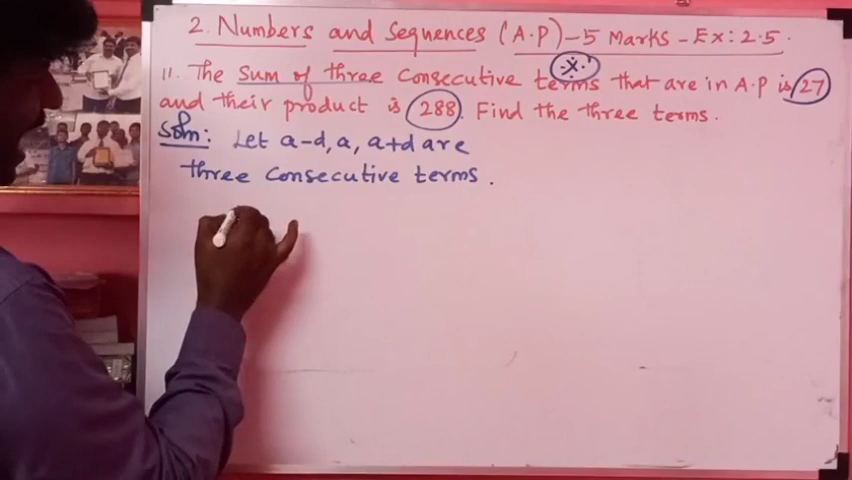 2. Numbers and Sequences (A.P) - 5 Marks - Ex: 2.5.
11. The sum of three consecutive terms that are in A.P is 27
and their product is 288. Find the three terms.
Soln: Let a-d, a, a+d are
three consecutive terms.